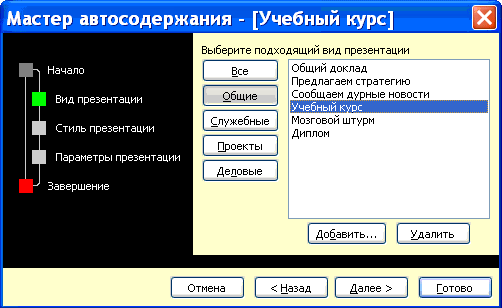 Мастер автосодержания - [Учебный курс]
Начало
Вид презентации
Стиль презентации
Параметры презентации
Завершение
Выберите подходящий вид презентации
Все
Общие
Служебные
Проекты
Деловые
Общий доклад
Предлагаем стратегию
Сообщаем дурные новости
Учебный курс
Мозговой штурм
Диплом
Добавить...
Удалить
Отмена
< Назад
Далее >
Готово